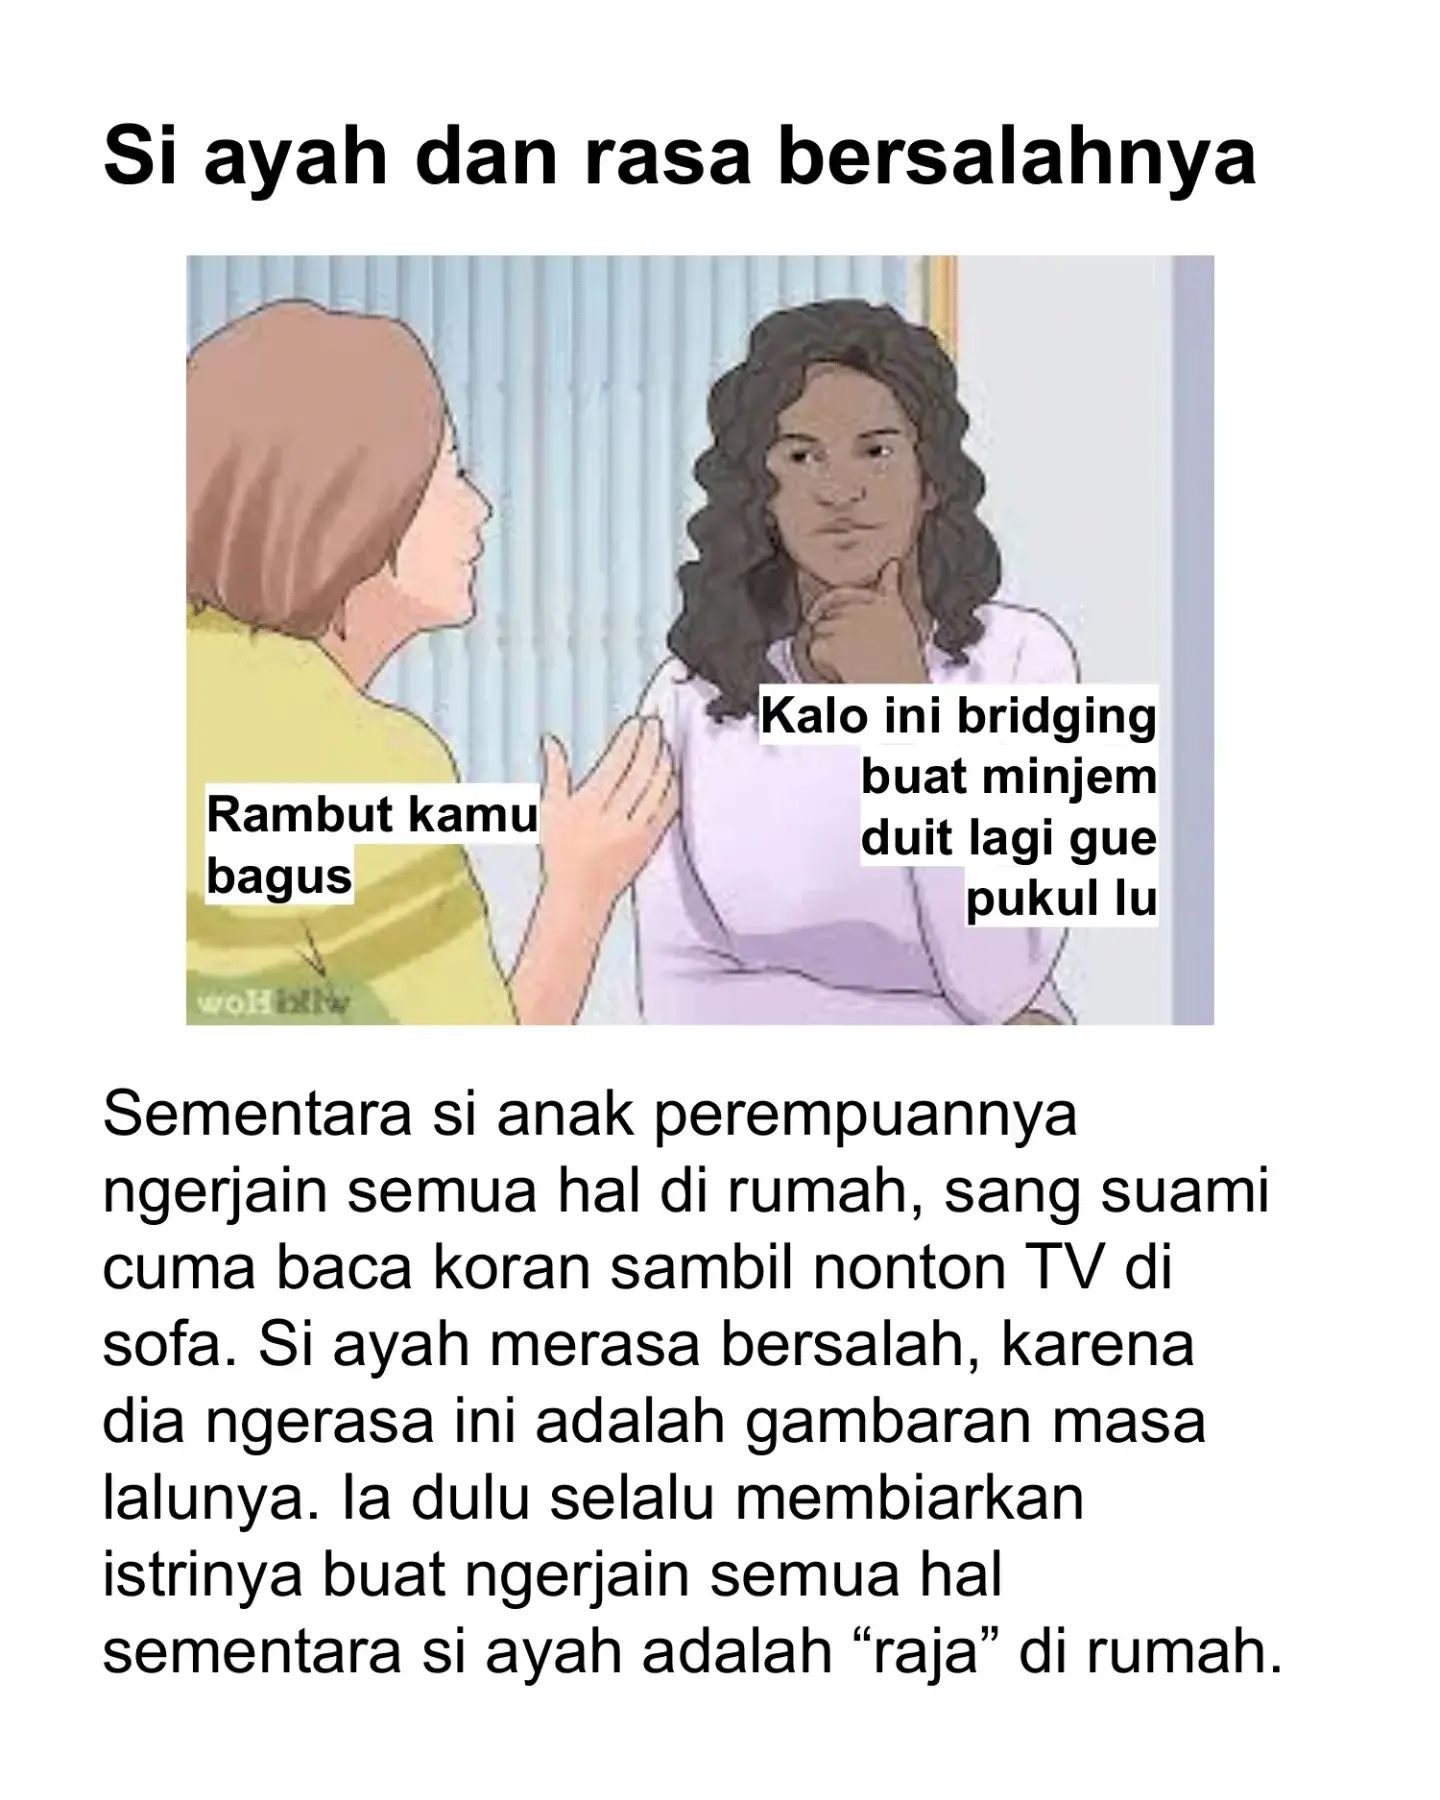 Si ayah dan rasa bersalahnya
Rambut kamu
bagus
Kalo ini bridging
buat minjem
duit lagi gue
pukul lu
wikiHow
Sementara si anak perempuannya
ngerjain semua hal di rumah, sang suami
cuma baca koran sambil nonton TV di
sofa. Si ayah merasa bersalah, karena
dia ngerasa ini adalah gambaran masa
lalunya. Ia dulu selalu membiarkan
istrinya buat ngerjain semua hal
sementara si ayah adalah “raja” di rumah.